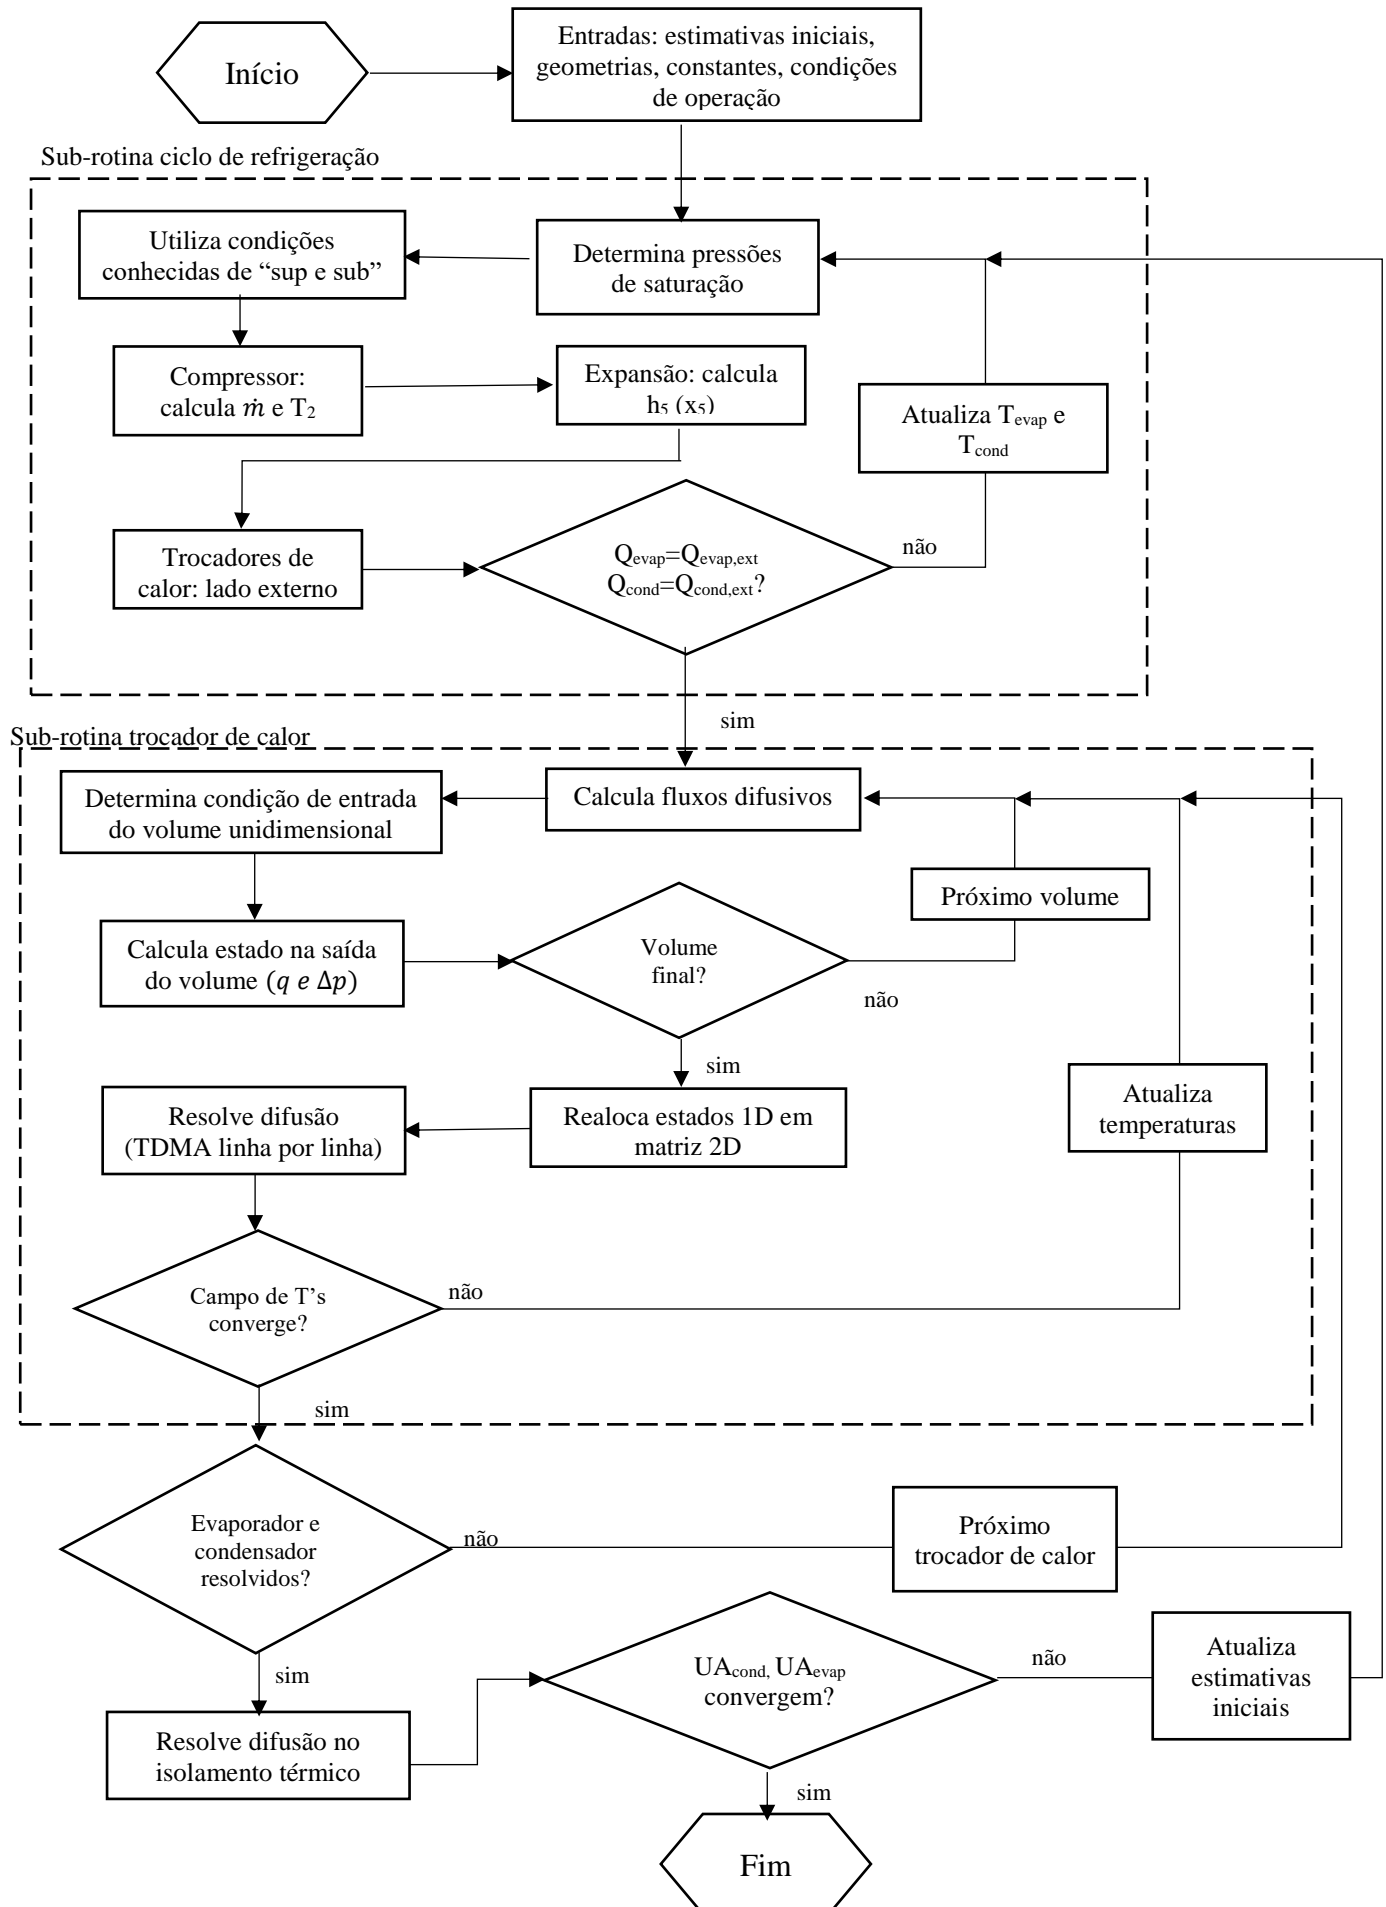 Início
Entradas: estimativas iniciais,
geometrias, constantes, condições
de operação
Sub-rotina ciclo de refrigeração
Utiliza condições
conhecidas de “sup e sub”
Determina pressões
de saturação
Compressor:
calcula ṁ e T₂
Expansão: calcula
h₅ (x₅)
Atualiza Tevap e
Tcond
Trocadores de
calor: lado externo
Qevap=Qevap,ext
Qcond=Qcond,ext?
não
sim
Sub-rotina trocador de calor
Determina condição de entrada
do volume unidimensional
Calcula fluxos difusivos
Próximo volume
Calcula estado na saída
do volume (q e Δp)
Volume
final?
não
sim
Resolve difusão
(TDMA linha por linha)
Realoca estados 1D em
matriz 2D
Atualiza
temperaturas
Campo de T’s
converge?
não
sim
Evaporador e
condensador
resolvidos?
não
Próximo
trocador de calor
sim
Resolve difusão no
isolamento térmico
UAcond, UAevap
convergem?
não
Atualiza
estimativas
iniciais
sim
Fim